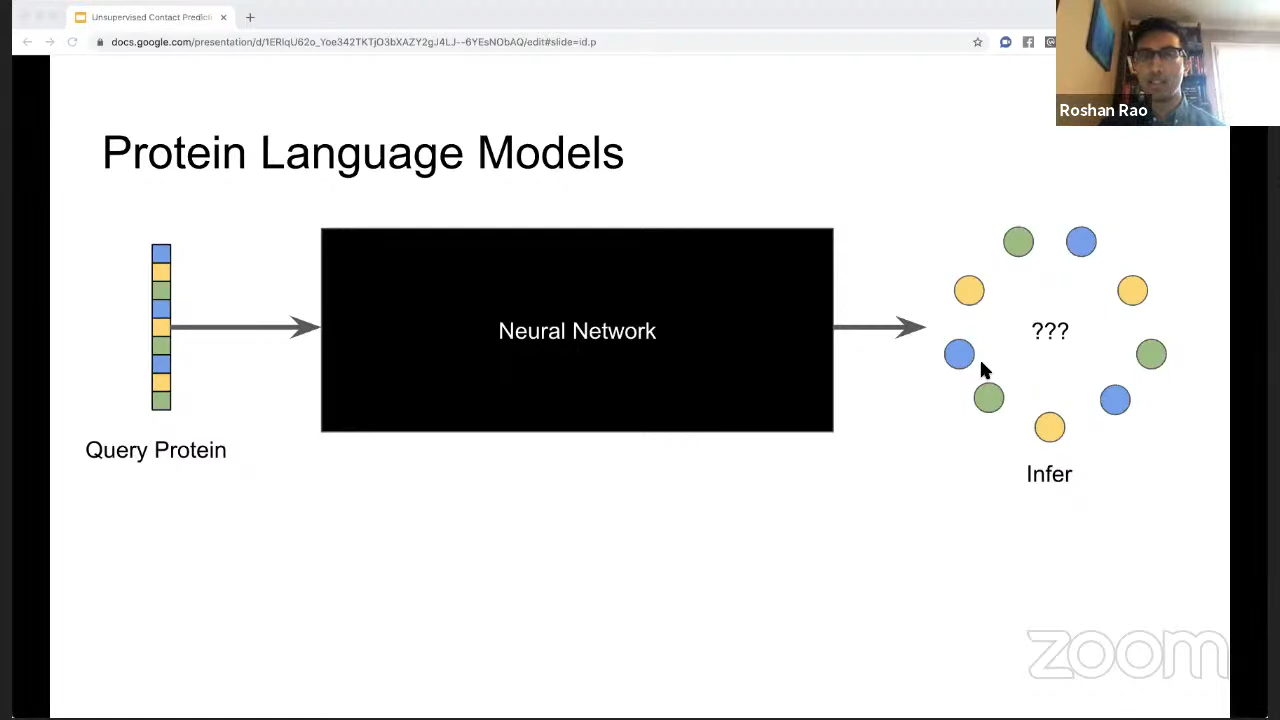 Unsupervised Contact Predicti
docs.google.com/presentation/d/1ERIqU62o_Yoe342TKTjO3bXAZY2gJ4LJ--6YEsNObAQ/edit#slide=id.p
Roshan Rao
Protein Language Models
Neural Network
???
Query Protein
Infer
zoom